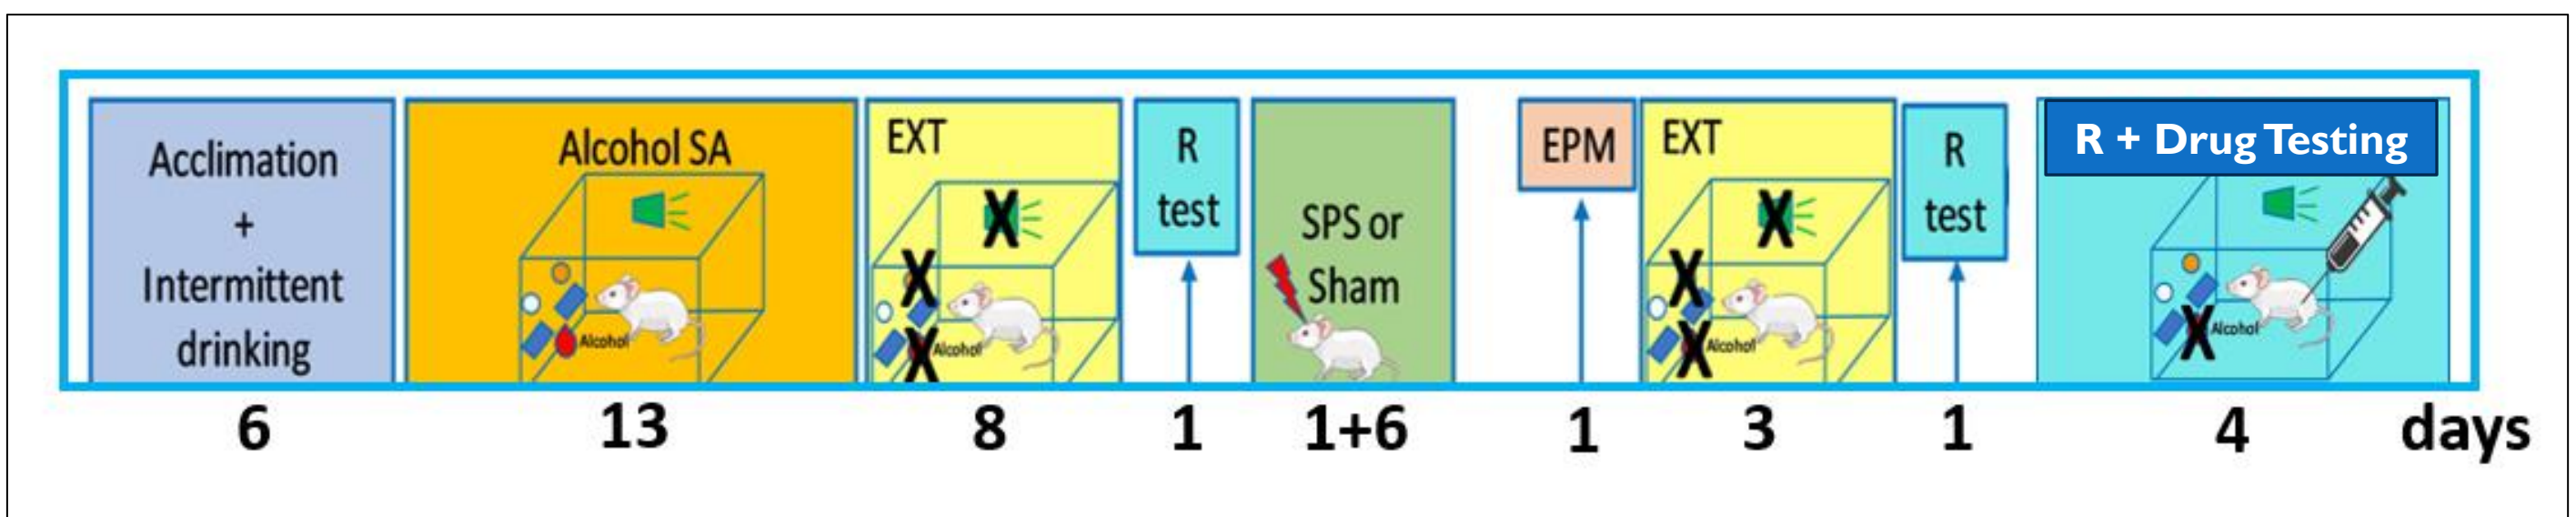 Acclimation
+
Intermittent
drinking
Alcohol SA
Alcohol
EXT
Alcohol
R
test
SPS or
Sham
EPM
EXT
Alcohol
R
test
R + Drug Testing
Alcohol
6 13 8 1 1+6 1 3 1 4 days